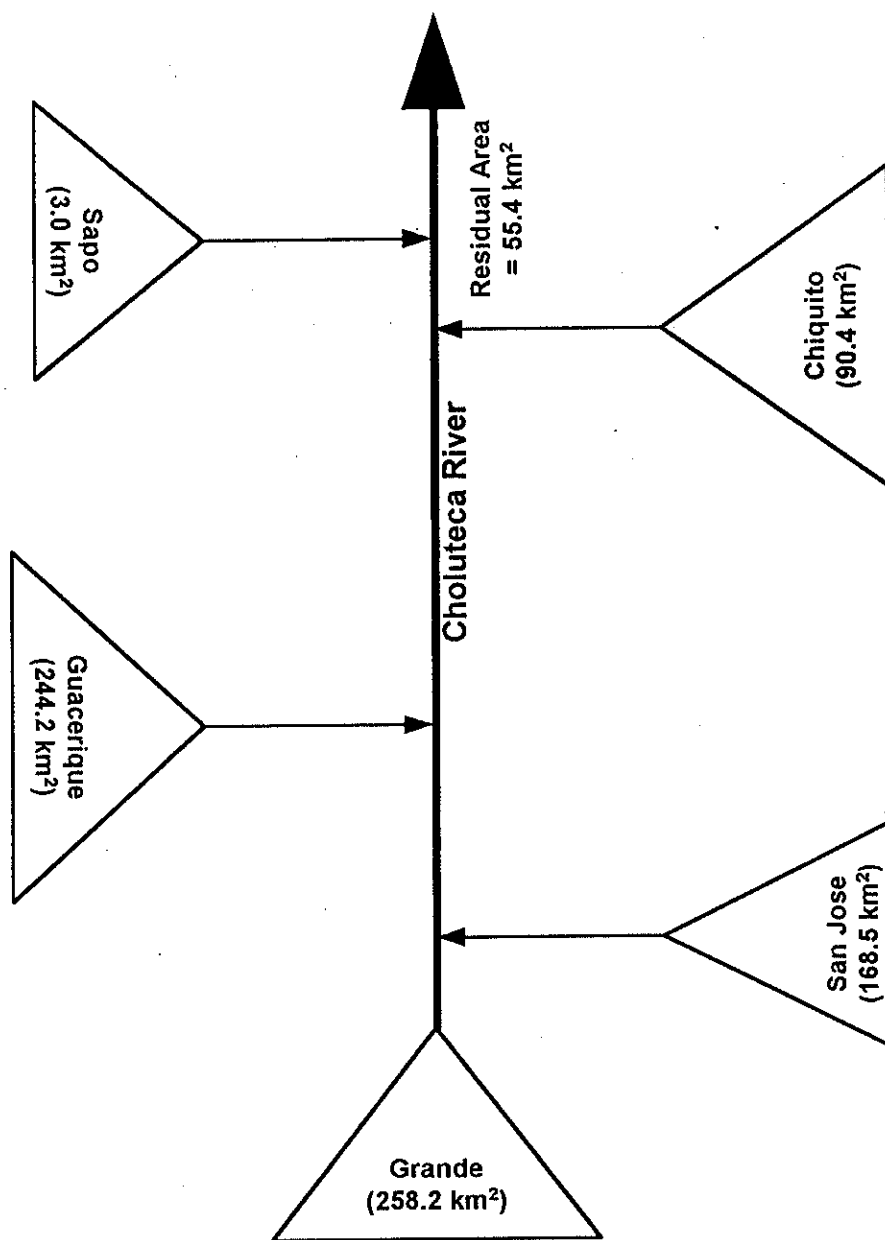 Sapo
(3.0 km²)
Residual Area
= 55.4 km²
Chiquito
(90.4 km²)
Choluteca River
Guacerique
(244.2 km²)
San Jose
(168.5 km²)
Grande
(258.2 km²)